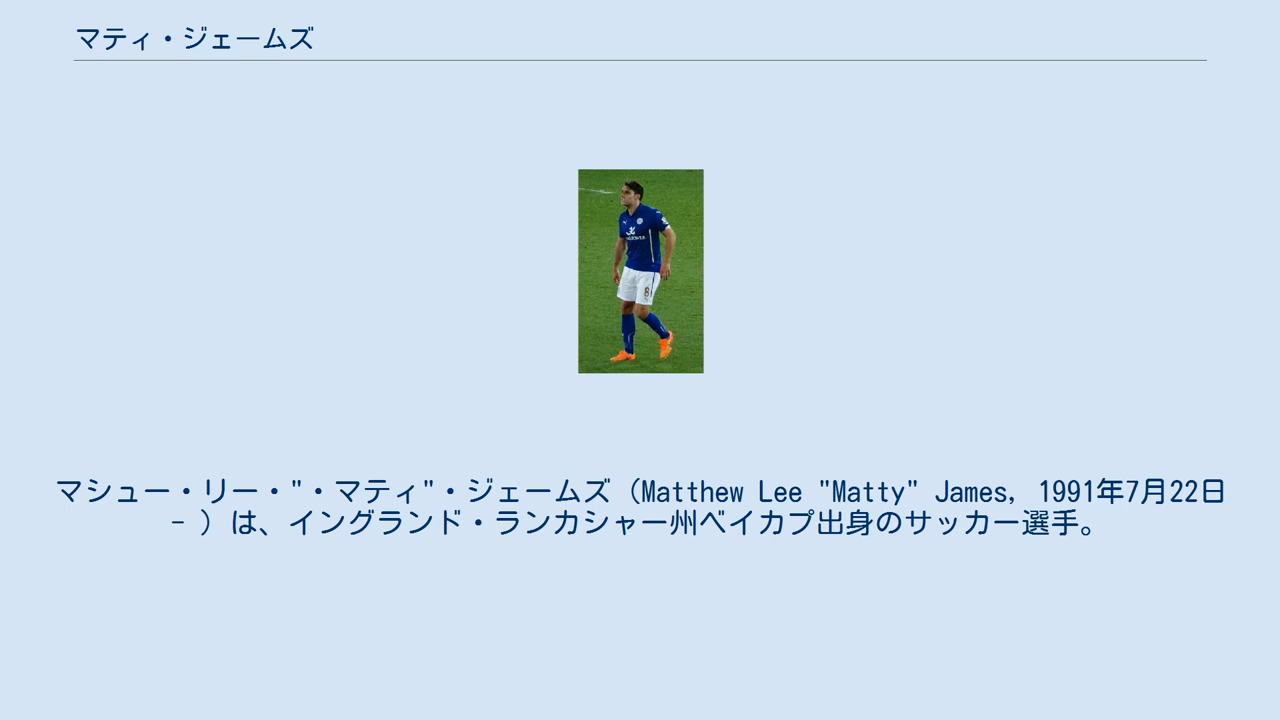 マティ・ジェームズ
8
マシュー・リー・"・マティ"・ジェームズ（Matthew Lee "Matty" James, 1991年7月22日
- ）は、イングランド・ランカシャー州ベイカプ出身のサッカー選手。